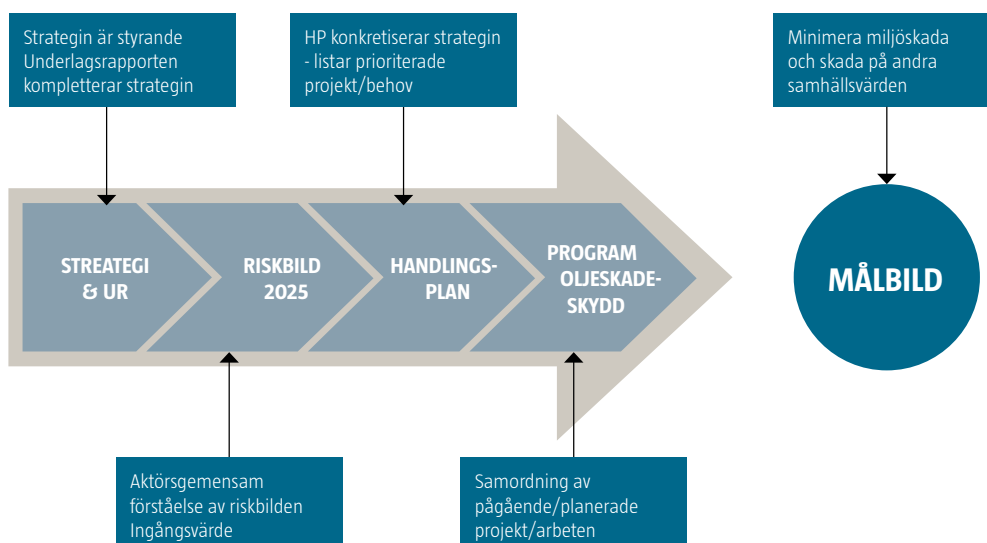 Strategin är styrande
Underlagsrapporten
kompletterar strategin
HP konkretiserar strategin
- listar prioriterade
projekt/behov
Minimera miljöskada
och skada på andra
samhällsvärden
STREATEGI
& UR
RISKBILD
2025
HANDLINGS-
PLAN
PROGRAM
OLJESKADE-
SKYDD
MÅLBILD
Aktörsgemensam
förståelse av riskbilden
Ingångsvärde
Samordning av
pågående/planerade
projekt/arbeten